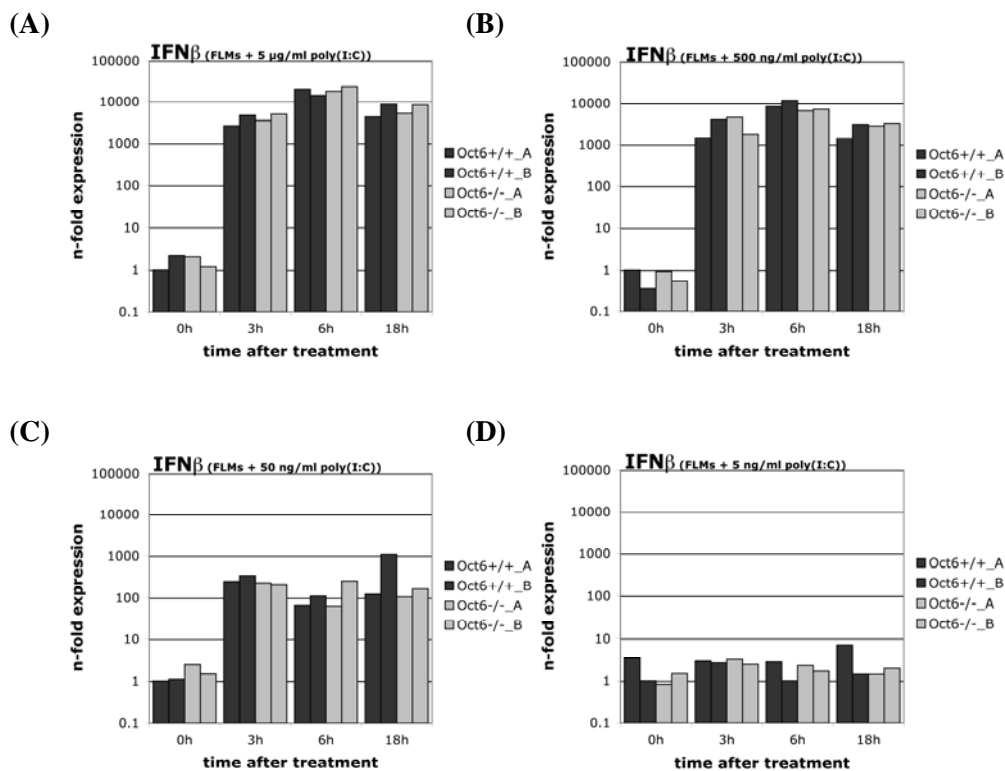 (A)
IFNβ (FLMs + 5 µg/ml poly(I:C))
100000
10000
1000
100
10
1
0.1
n-fold expression
0h 3h 6h 18h
time after treatment
Oct6+/+_A
Oct6+/+_B
Oct6-/-_A
Oct6-/-_B
(B)
IFNβ (FLMs + 500 ng/ml poly(I:C))
100000
10000
1000
100
10
1
0.1
n-fold expression
0h 3h 6h 18h
time after treatment
Oct6+/+_A
Oct6+/+_B
Oct6-/-_A
Oct6-/-_B
(C)
IFNβ (FLMs + 50 ng/ml poly(I:C))
100000
10000
1000
100
10
1
0.1
n-fold expression
0h 3h 6h 18h
time after treatment
Oct6+/+_A
Oct6+/+_B
Oct6-/-_A
Oct6-/-_B
(D)
IFNβ (FLMs + 5 ng/ml poly(I:C))
100000
10000
1000
100
10
1
0.1
n-fold expression
0h 3h 6h 18h
time after treatment
Oct6+/+_A
Oct6+/+_B
Oct6-/-_A
Oct6-/-_B